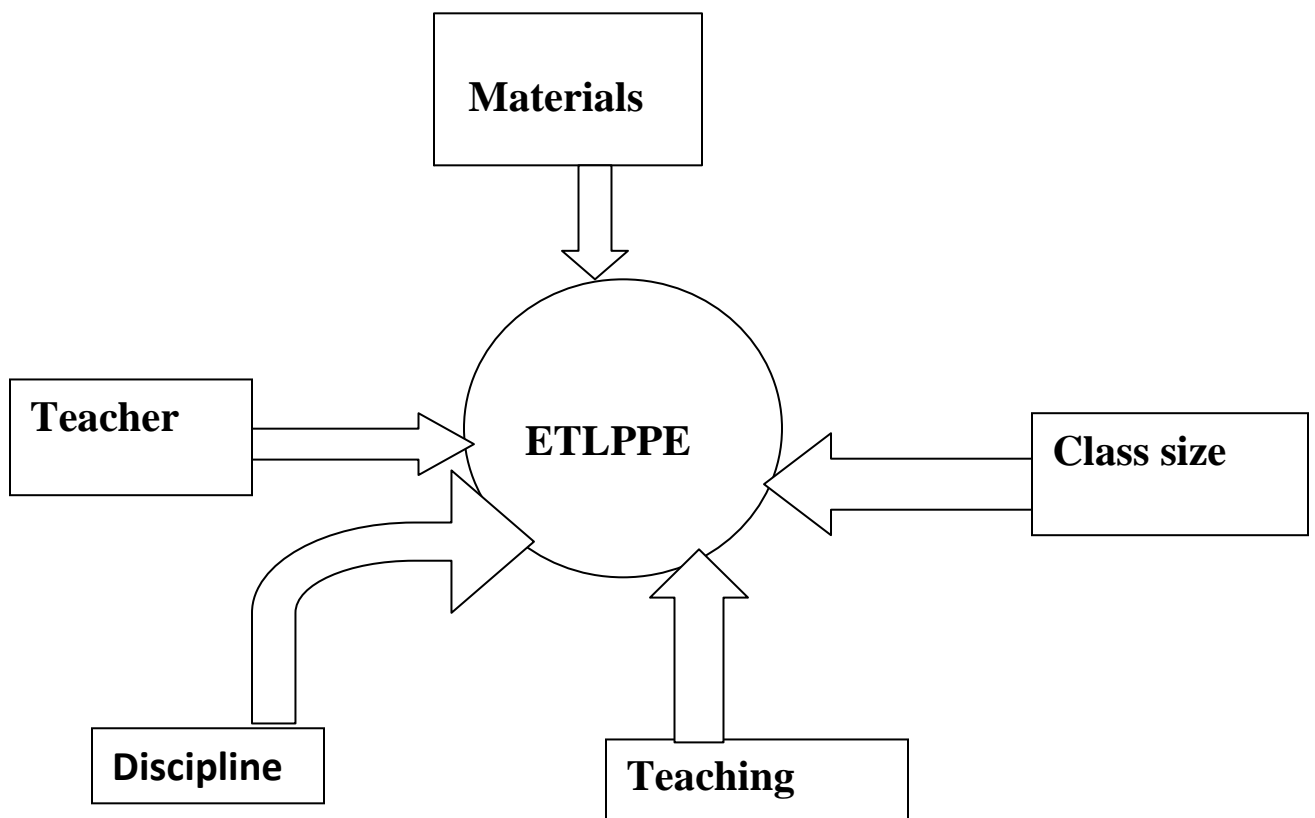 Materials
Teacher
ETLPPE
Class size
Discipline
Teaching